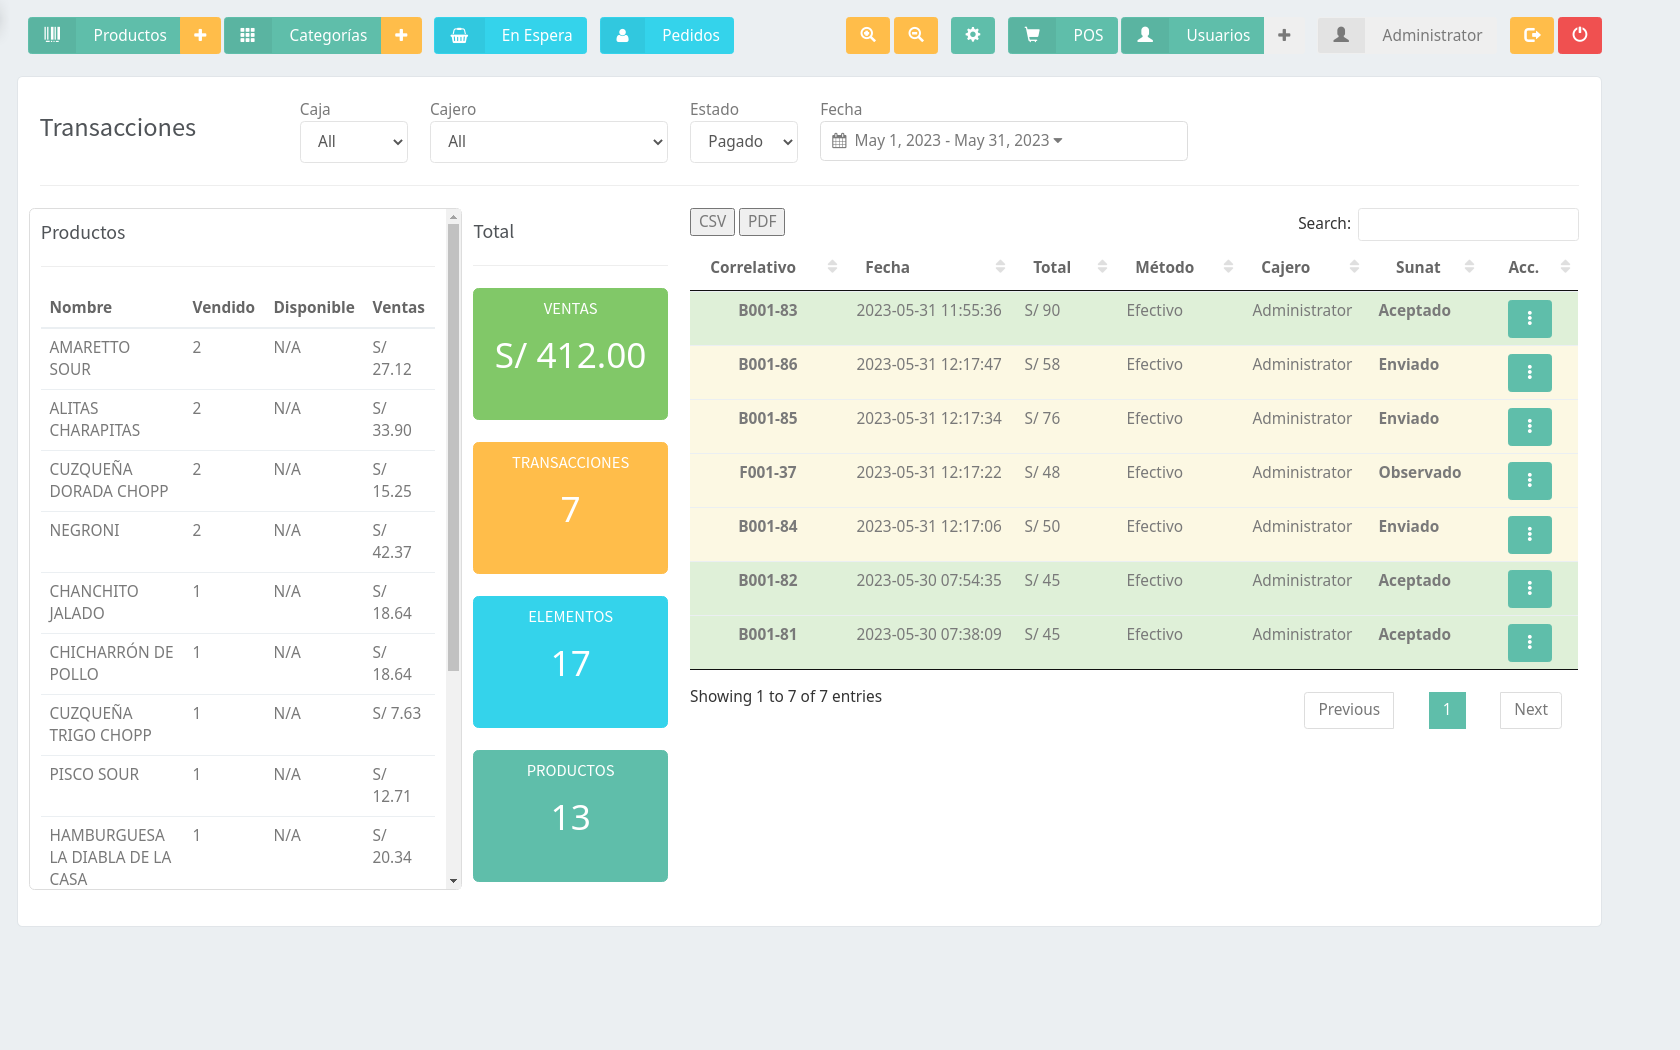 Productos
Categorías
En Espera
Pedidos
POS
Usuarios
Administrator
Transacciones
Caja
All
Cajero
All
Estado
Pagado
Fecha
May 1, 2023 - May 31, 2023
Productos
Nombre Vendido Disponible Ventas
AMARETTO SOUR 2 N/A S/ 27.12
ALITAS CHARAPITAS 2 N/A S/ 33.90
CUZQUEÑA DORADA CHOPP 2 N/A S/ 15.25
NEGRONI 2 N/A S/ 42.37
CHANCHITO JALADO 1 N/A S/ 18.64
CHICHARRÓN DE POLLO 1 N/A S/ 18.64
CUZQUEÑA TRIGO CHOPP 1 N/A S/ 7.63
PISCO SOUR 1 N/A S/ 12.71
HAMBURGUESA LA DIABLA DE LA CASA 1 N/A S/ 20.34
Total
VENTAS
S/ 412.00
TRANSACCIONES
7
ELEMENTOS
17
PRODUCTOS
13
CSV PDF
Search:
Correlativo Fecha Total Método Cajero Sunat Acc.
B001-83 2023-05-31 11:55:36 S/ 90 Efectivo Administrator Aceptado
B001-86 2023-05-31 12:17:47 S/ 58 Efectivo Administrator Enviado
B001-85 2023-05-31 12:17:34 S/ 76 Efectivo Administrator Enviado
F001-37 2023-05-31 12:17:22 S/ 48 Efectivo Administrator Observado
B001-84 2023-05-31 12:17:06 S/ 50 Efectivo Administrator Enviado
B001-82 2023-05-30 07:54:35 S/ 45 Efectivo Administrator Aceptado
B001-81 2023-05-30 07:38:09 S/ 45 Efectivo Administrator Aceptado
Showing 1 to 7 of 7 entries
Previous 1 Next